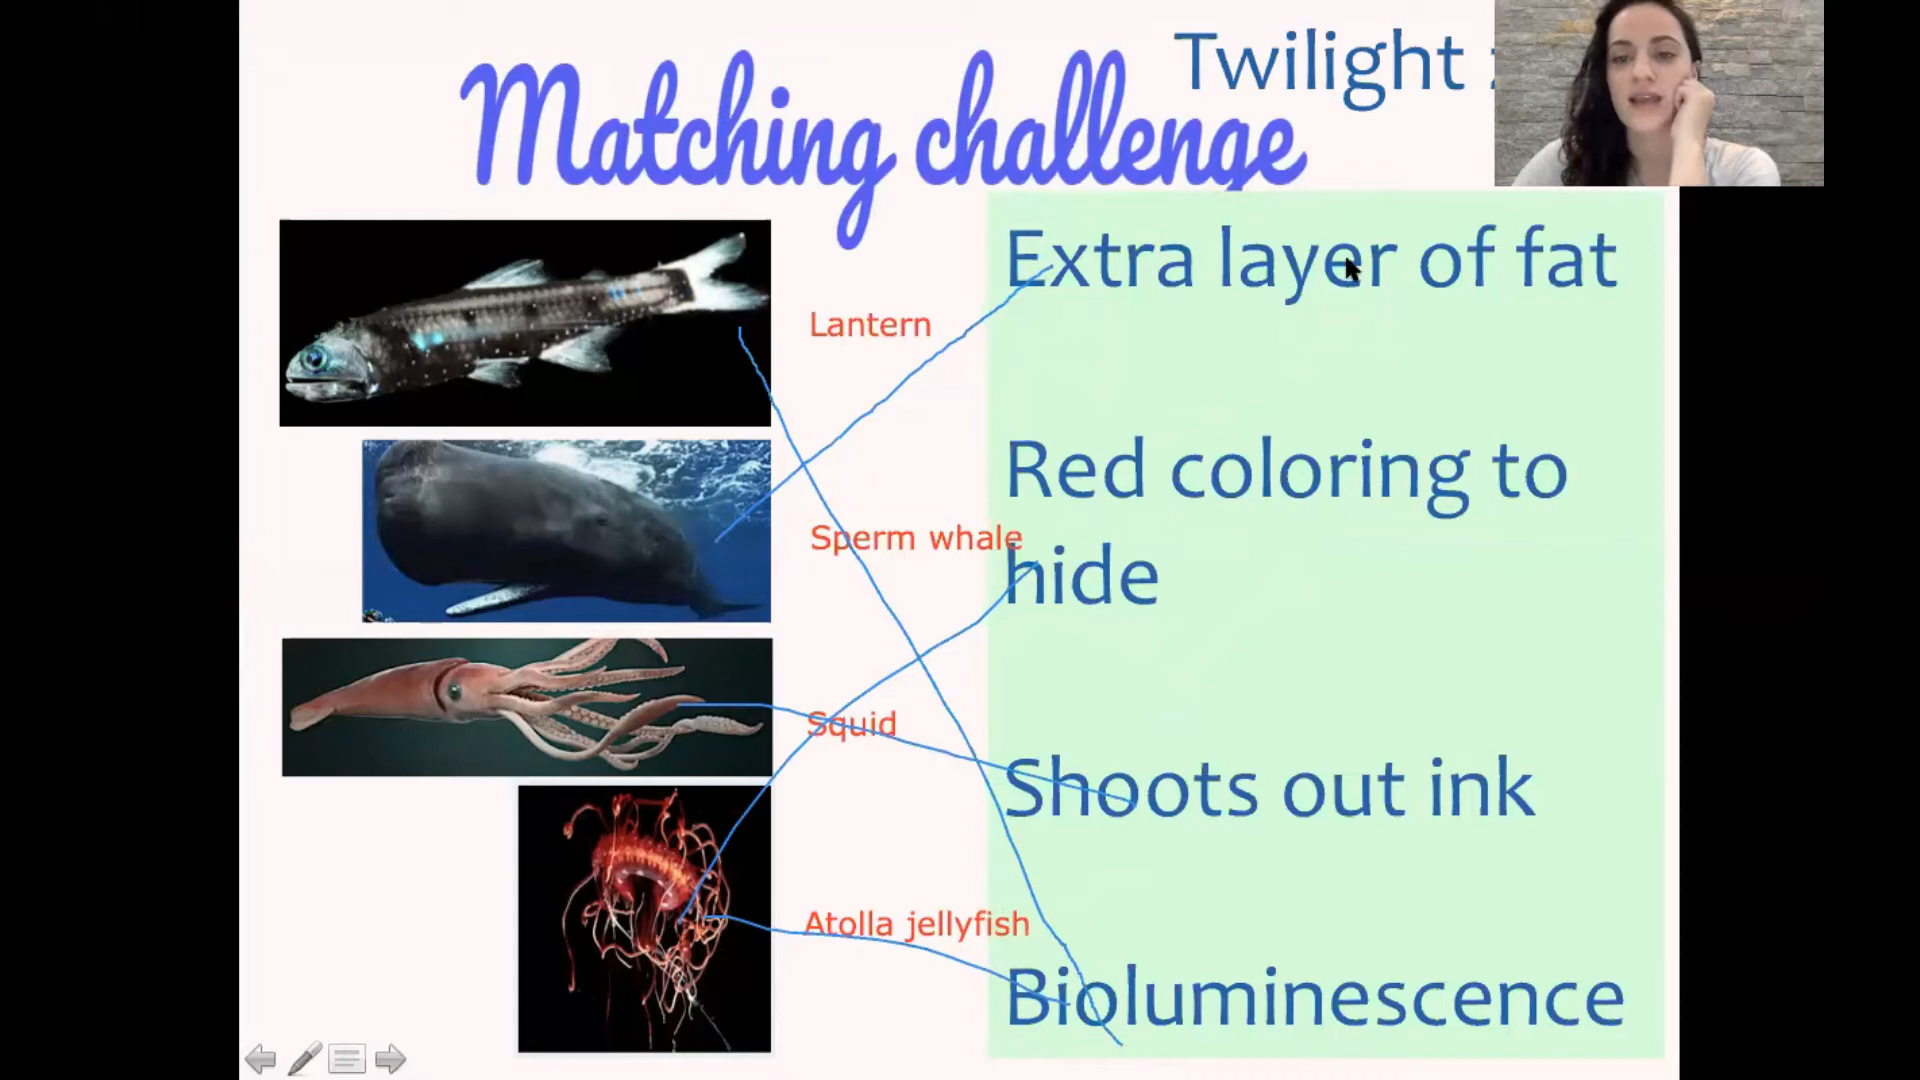 Twilight
Matching challenge
Extra layer of fat
Lantern
Red coloring to
hide
Sperm whale
Squid
Shoots out ink
Atolla jellyfish
Bioluminescence